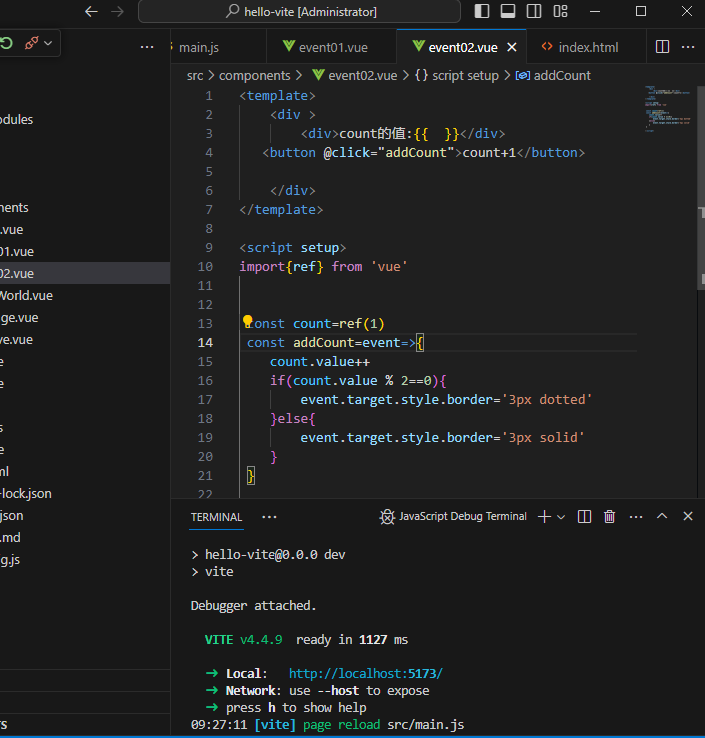 hello-vite [Administrator]
main.js event01.vue event02.vue index.html
src > components > event02.vue > {} script setup > addCount
odules
nents
.vue
01.vue
02.vue
World.vue
ge.vue
ve.vue
e
e
s
e
ml
-lock.json
json
.md
g.js
rs
1 <template>
2 <div >
3 <div>count的值:{{  }}</div>
4 <button @click="addCount">count+1</button>
5
6 </div>
7 </template>
8
9 <script setup>
10 import{ref} from 'vue'
11
12
13 const count=ref(1)
14 const addCount=event=>{
15 count.value++
16 if(count.value % 2==0){
17 event.target.style.border='3px dotted'
18 }else{
19 event.target.style.border='3px solid'
20 }
21 }
22
TERMINAL
JavaScript Debug Terminal
> hello-vite@0.0.0 dev
> vite
Debugger attached.
VITE v4.4.9 ready in 1127 ms
➜ Local: http://localhost:5173/
➜ Network: use --host to expose
➜ press h to show help
09:27:11 [vite] page reload src/main.js